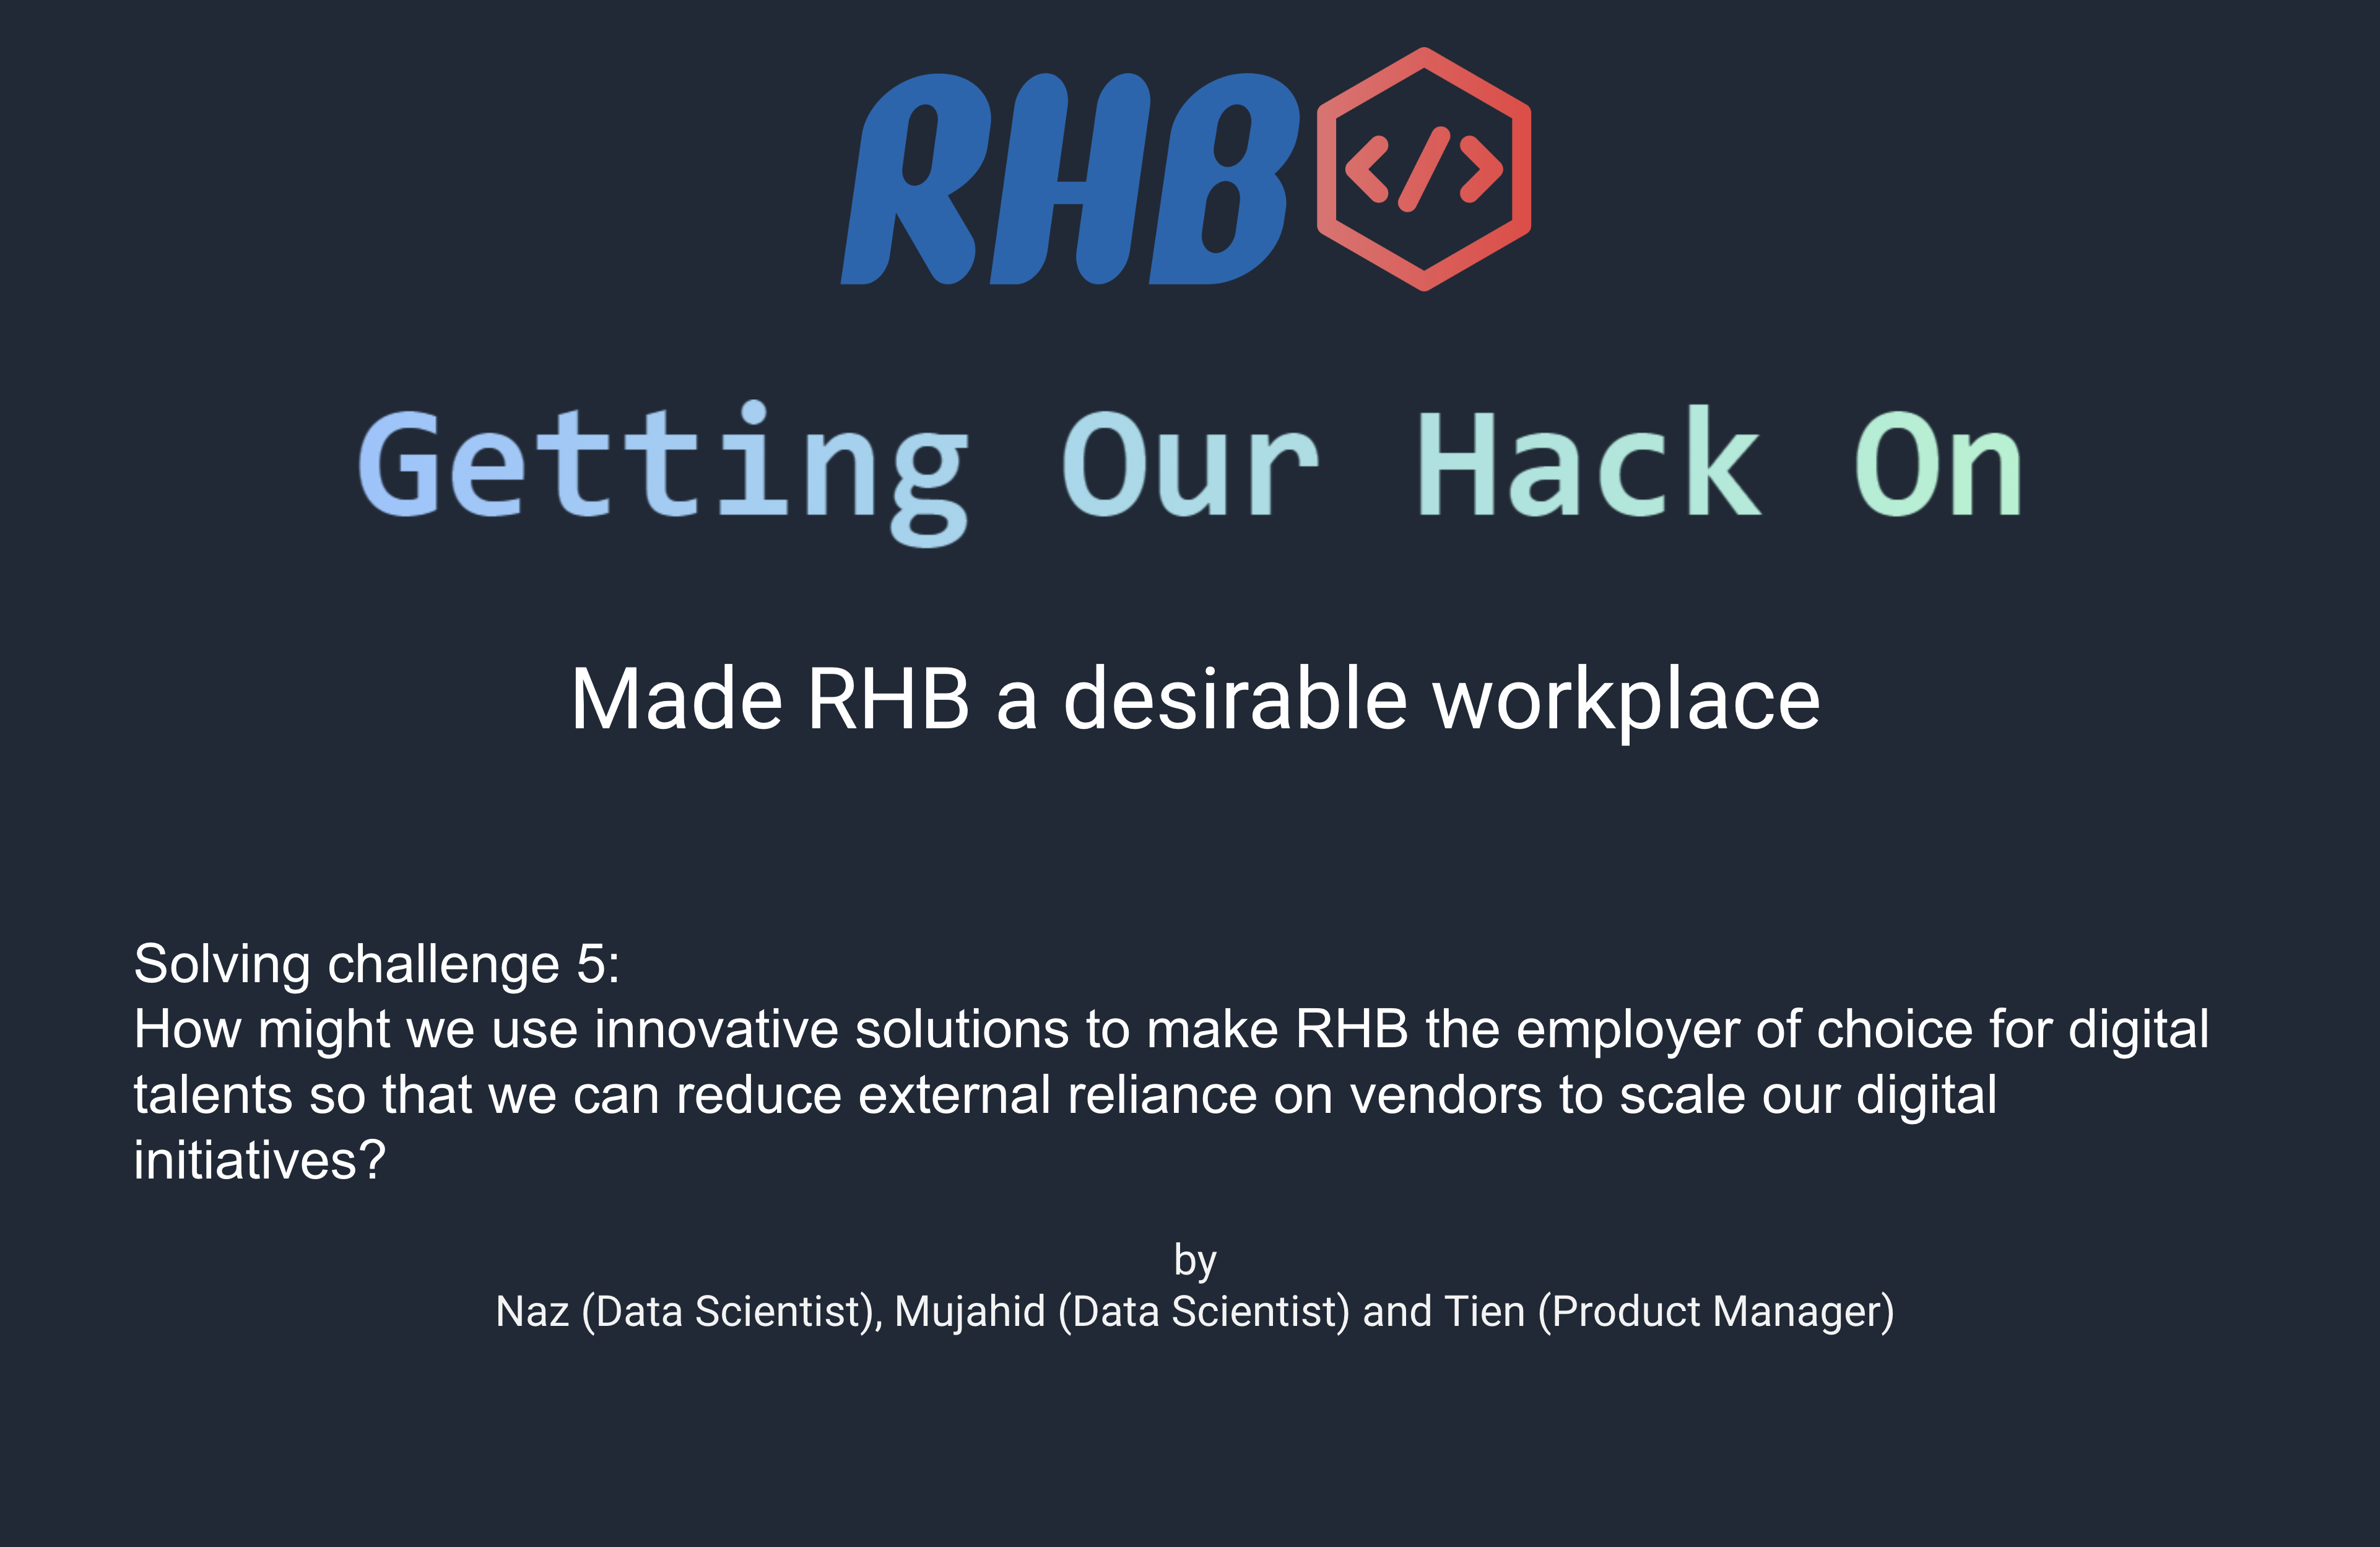 RHB </>
Getting Our Hack On
Made RHB a desirable workplace
Solving challenge 5:
How might we use innovative solutions to make RHB the employer of choice for digital
talents so that we can reduce external reliance on vendors to scale our digital
initiatives?
by
Naz (Data Scientist), Mujahid (Data Scientist) and Tien (Product Manager)